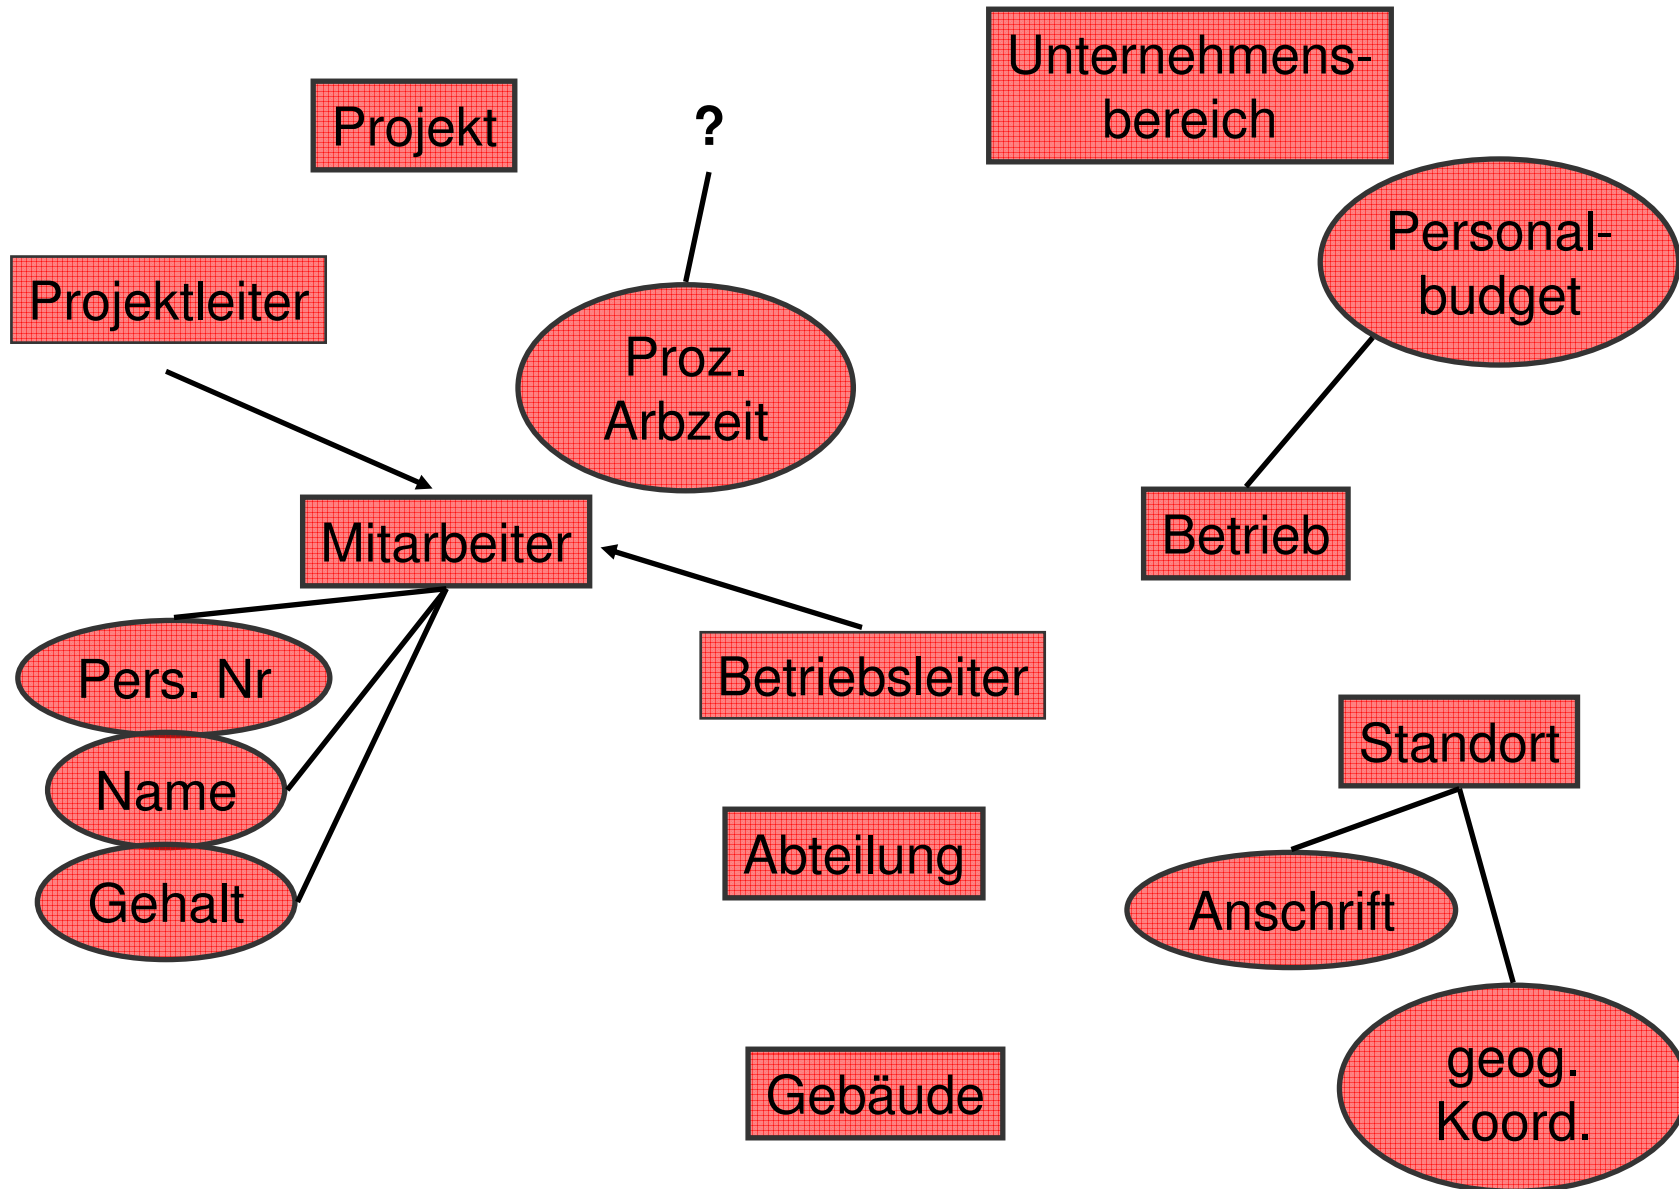 Unternehmens-
bereich
Projekt
?
Personal-
budget
Projektleiter
Proz.
Arbzeit
Mitarbeiter
Betrieb
Pers. Nr
Betriebsleiter
Name
Standort
Abteilung
Gehalt
Anschrift
Gebäude
geog.
Koord.